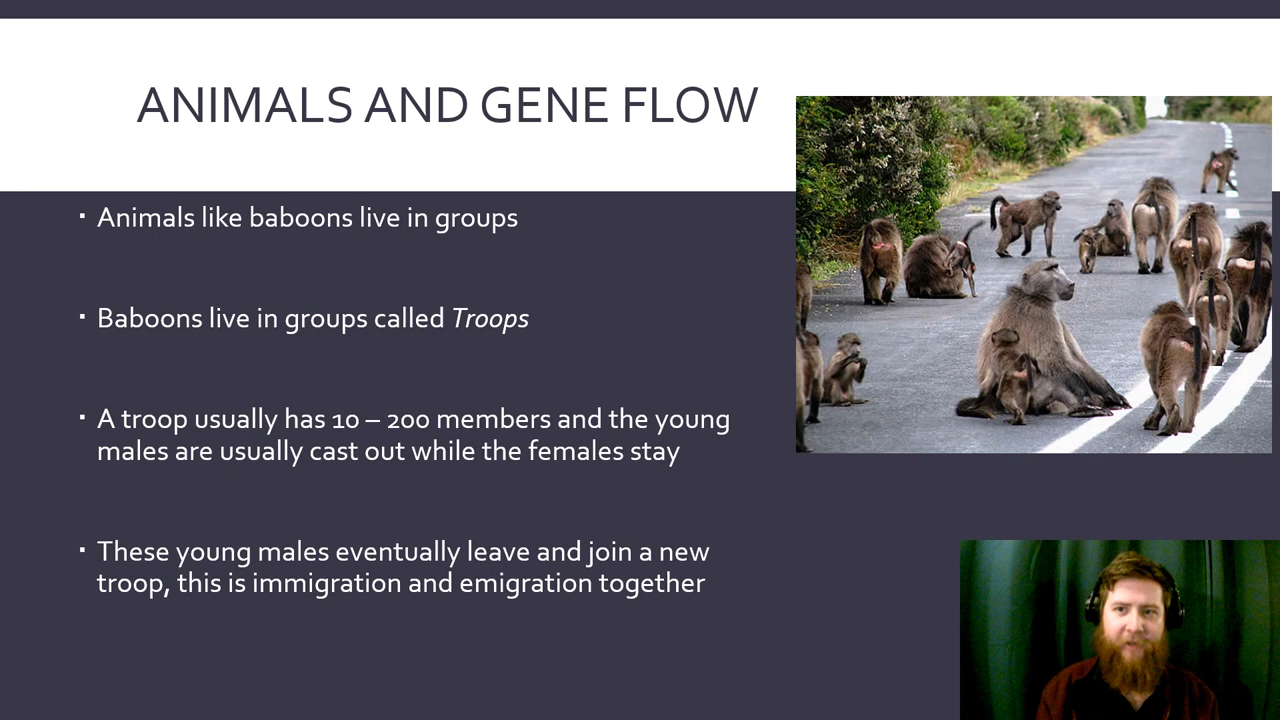 ANIMALS AND GENE FLOW
▪ Animals like baboons live in groups
▪ Baboons live in groups called Troops
▪ A troop usually has 10 – 200 members and the young
males are usually cast out while the females stay
▪ These young males eventually leave and join a new
troop, this is immigration and emigration together